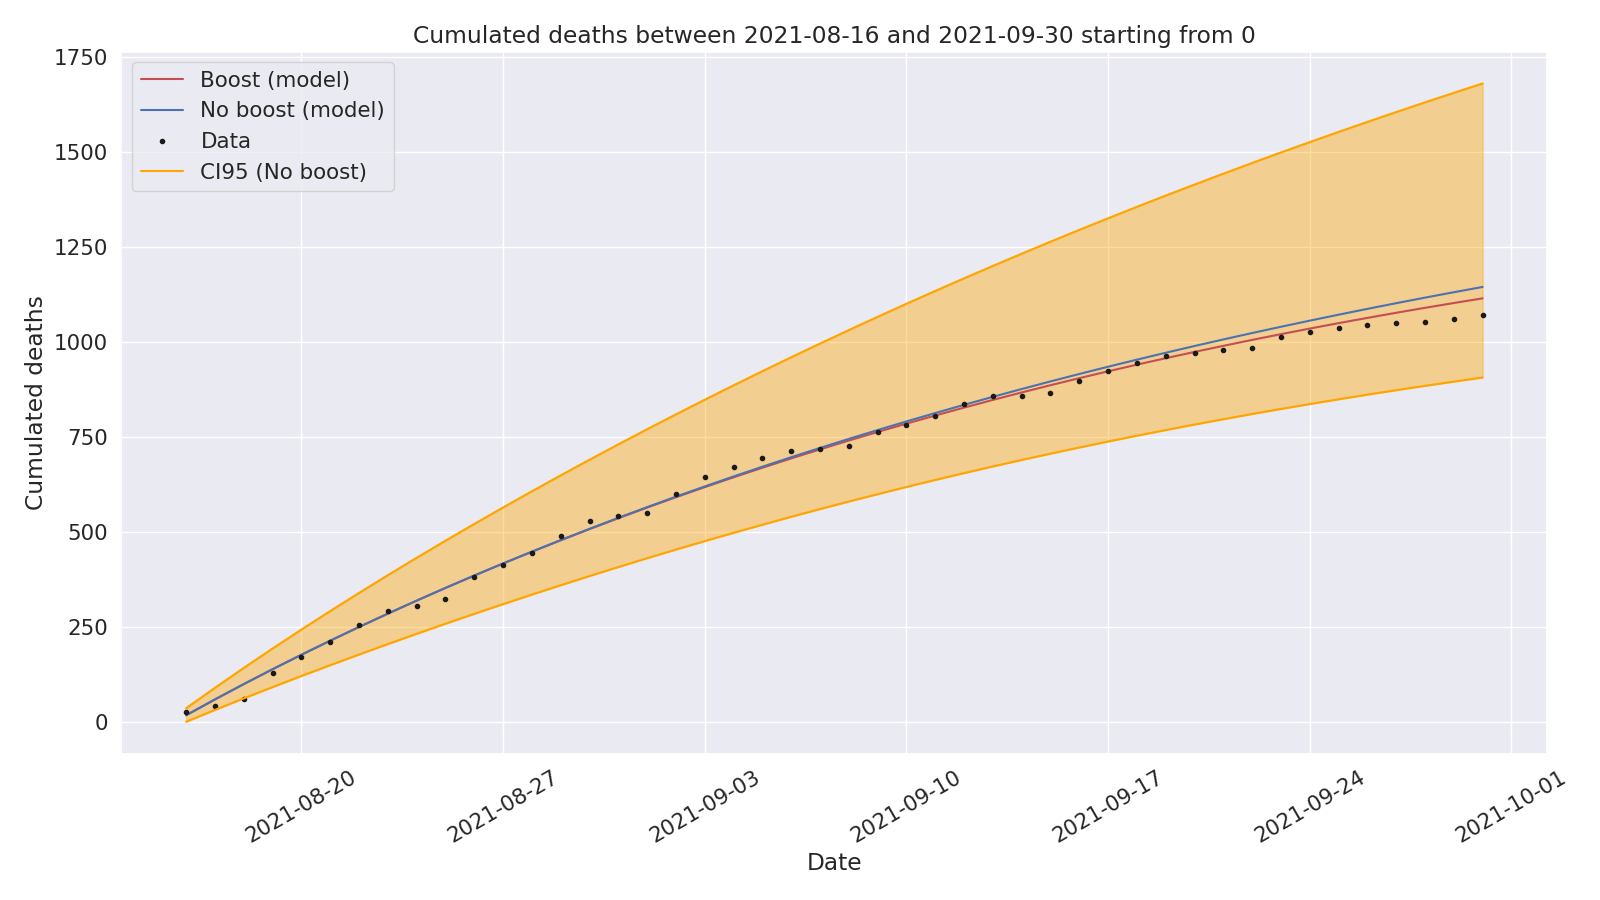 Cumulated deaths between 2021-08-16 and 2021-09-30 starting from 0
Boost (model)
No boost (model)
Data
CI95 (No boost)
1750
1500
1250
1000
750
500
250
0
Cumulated deaths
2021-08-20
2021-08-27
2021-09-03
2021-09-10
2021-09-17
2021-09-24
2021-10-01
Date